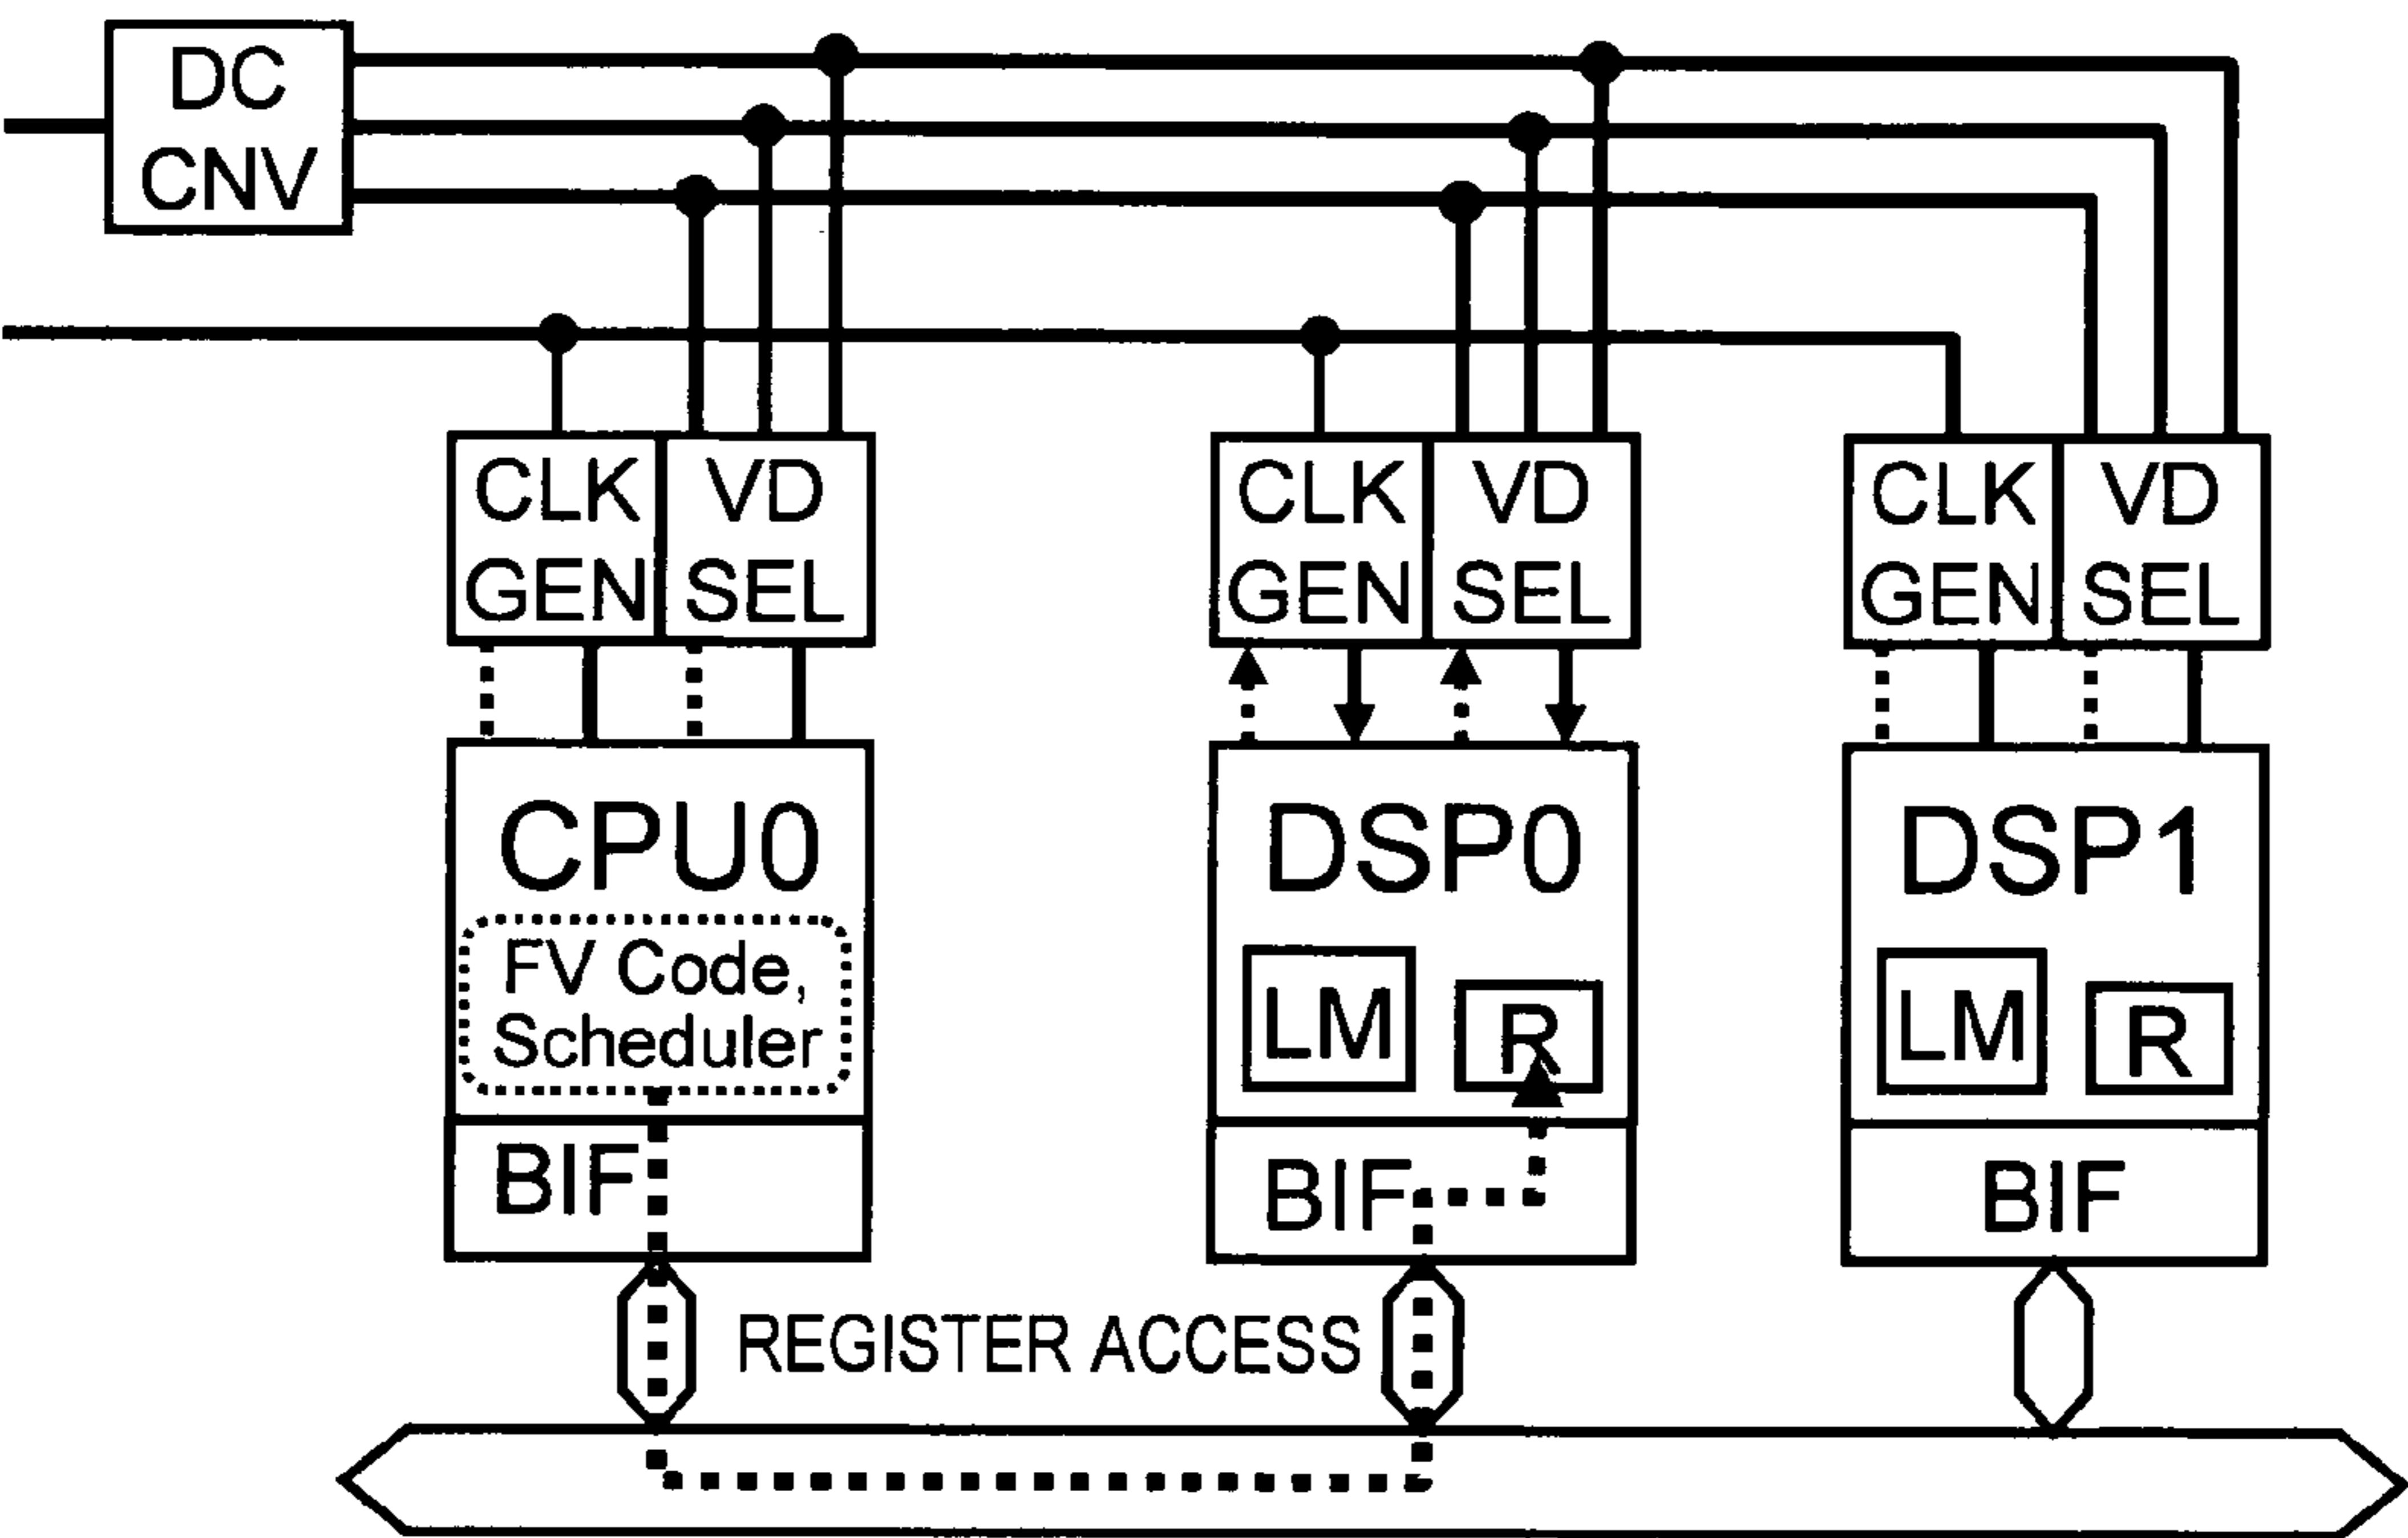 DC
CNV
CLK
GEN
VD
SEL
CLK
GEN
VD
SEL
CLK
GEN
VD
SEL
CPU0
FV Code,
Scheduler
BIF
DSP0
LM
R
BIF
DSP1
LM
R
BIF
REGISTER ACCESS